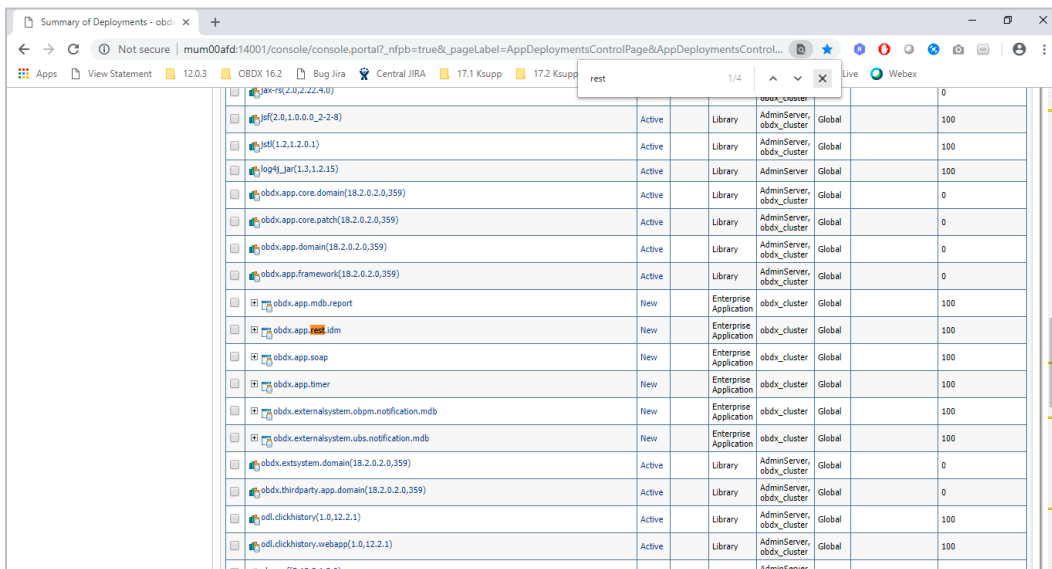 Summary of Deployments - obd
Not secure | mum00afd:14001/console/console.portal?_nfpb=true&_pageLabel=AppDeploymentsControlPage&AppDeploymentsControl...
Apps View Statement 12.0.3 OBDX 16.2 Bug Jira Central JIRA 17.1 Ksupp 17.2 Ksupp Live Webex
rest 1/4
jax-rs(2.0,2.22.4.0) obdx_cluster 0
jsf(2.0,1.0.0.0_2-2-8) Active Library AdminServer, obdx_cluster Global 100
jstl(1.2,1.2.0.1) Active Library AdminServer, obdx_cluster Global 100
log4j_jar(1.3,1.2.15) Active Library AdminServer Global 100
obdx.app.core.domain(18.2.0.2.0,359) Active Library AdminServer, obdx_cluster Global 0
obdx.app.core.patch(18.2.0.2.0,359) Active Library AdminServer, obdx_cluster Global 0
obdx.app.domain(18.2.0.2.0,359) Active Library AdminServer, obdx_cluster Global 0
obdx.app.framework(18.2.0.2.0,359) Active Library AdminServer, obdx_cluster Global 0
obdx.app.mdb.report New Enterprise Application obdx_cluster Global 100
obdx.app.rest.idm New Enterprise Application obdx_cluster Global 100
obdx.app.soap New Enterprise Application obdx_cluster Global 100
obdx.app.timer New Enterprise Application obdx_cluster Global 100
obdx.externalsystem.obpm.notification.mdb New Enterprise Application obdx_cluster Global 100
obdx.externalsystem.ubs.notification.mdb New Enterprise Application obdx_cluster Global 100
obdx.extsystem.domain(18.2.0.2.0,359) Active Library AdminServer, obdx_cluster Global 0
obdx.thirdparty.app.domain(18.2.0.2.0,359) Active Library AdminServer, obdx_cluster Global 0
odl.clickhistory(1.0,12.2.1) Active Library AdminServer, obdx_cluster Global 100
odl.clickhistory.webapp(1.0,12.2.1) Active Library AdminServer, obdx_cluster Global 100